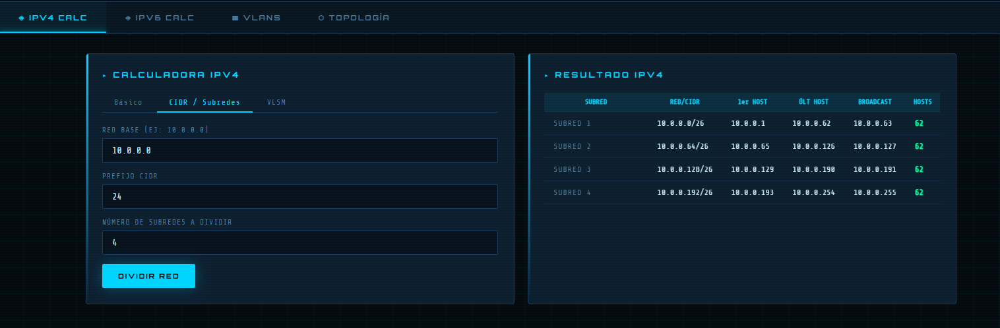 ◈ IPV4 CALC ◈ IPV6 CALC ▦ VLANS ⬡ TOPOLOGÍA
▸ CALCULADORA IPV4
Básico CIDR / Subredes VLSM
RED BASE (EJ: 10.0.0.0)
10.0.0.0
PREFIJO CIDR
24
NÚMERO DE SUBREDES A DIVIDIR
4
DIVIDIR RED
▸ RESULTADO IPV4
SUBRED RED/CIDR 1er HOST ÚLT HOST BROADCAST HOSTS
SUBRED 1 10.0.0.0/26 10.0.0.1 10.0.0.62 10.0.0.63 62
SUBRED 2 10.0.0.64/26 10.0.0.65 10.0.0.126 10.0.0.127 62
SUBRED 3 10.0.0.128/26 10.0.0.129 10.0.0.190 10.0.0.191 62
SUBRED 4 10.0.0.192/26 10.0.0.193 10.0.0.254 10.0.0.255 62